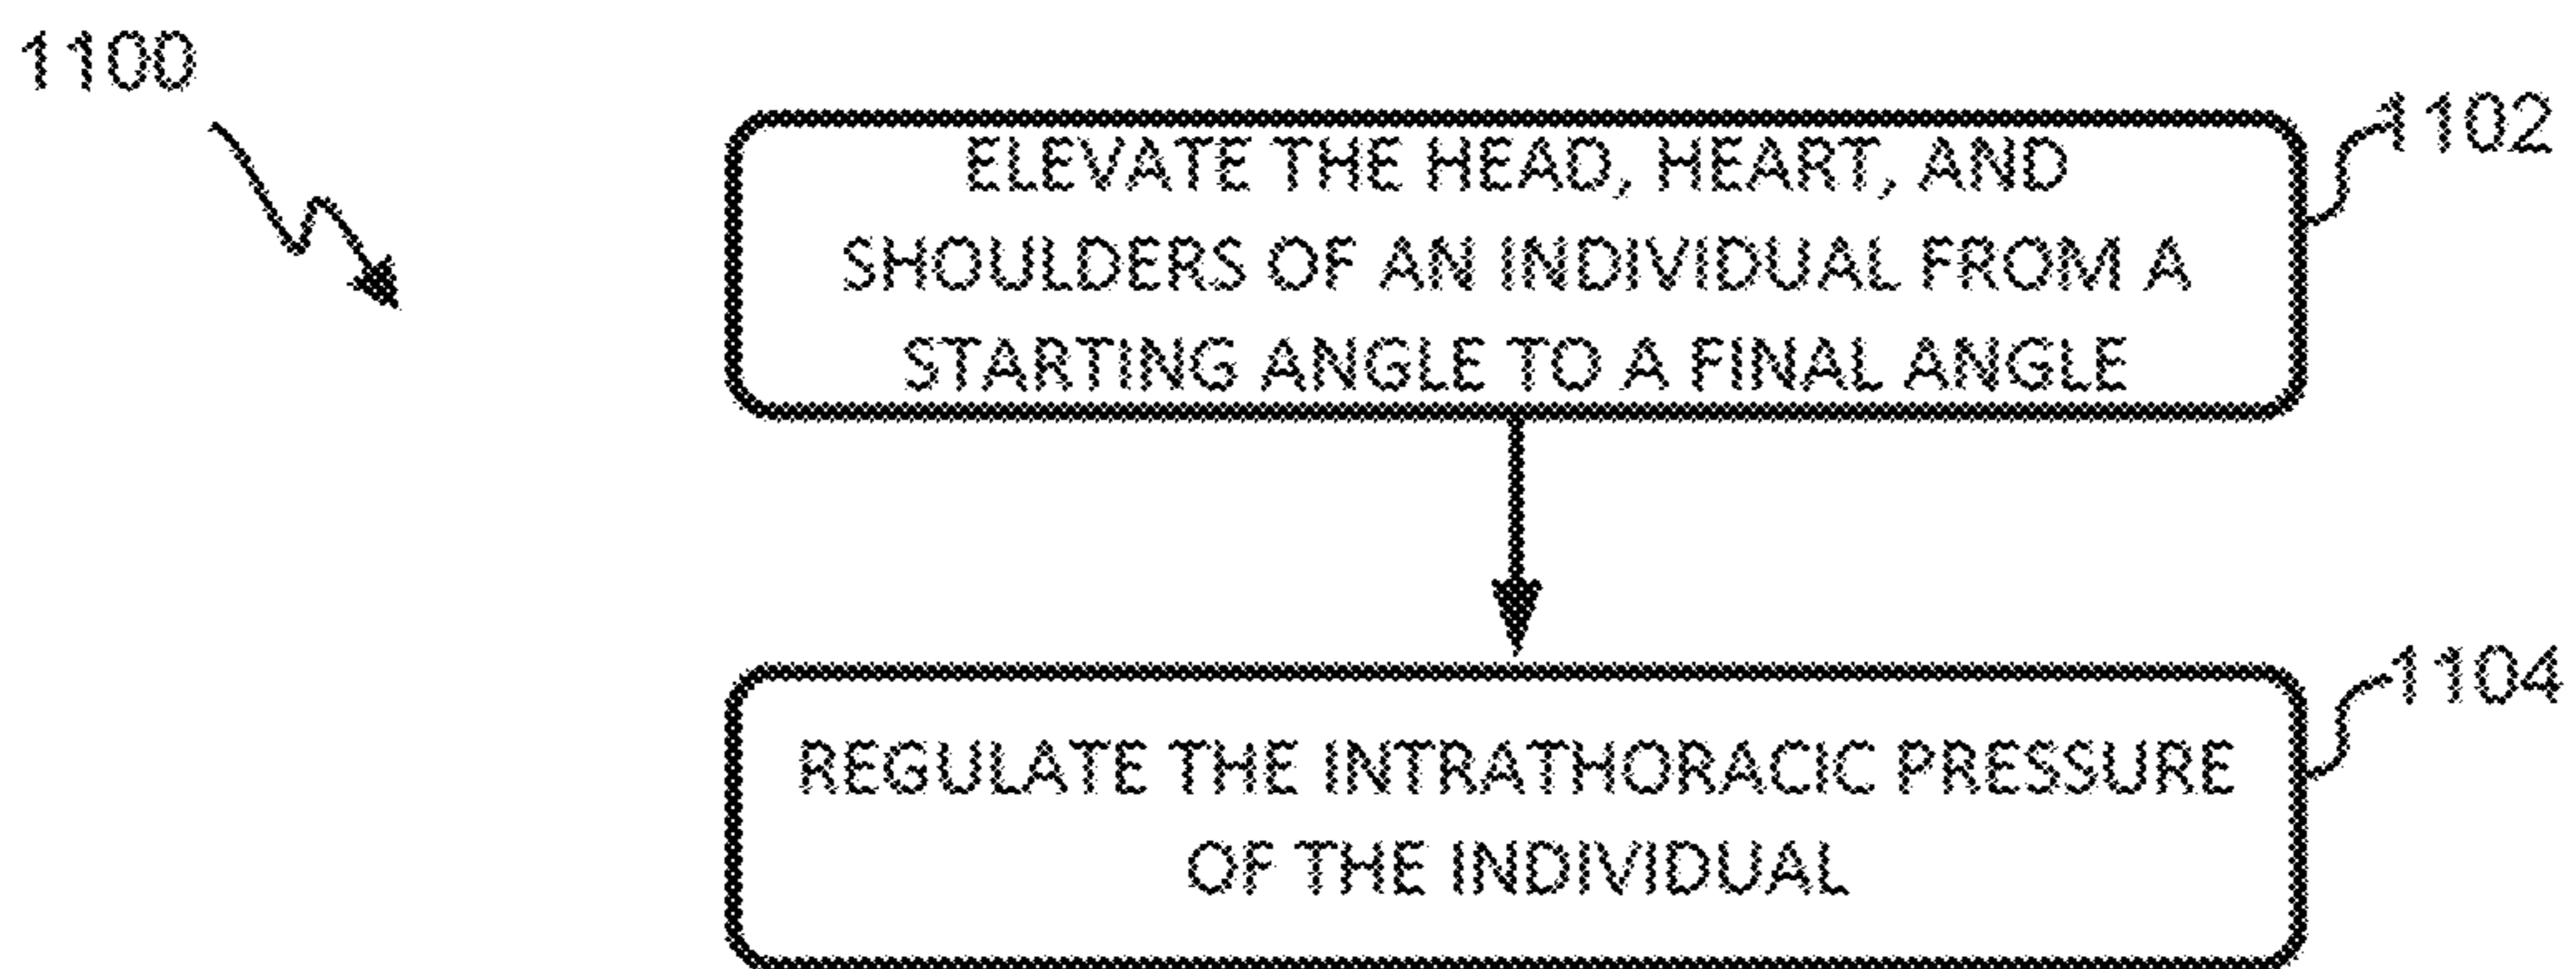 1100
1102
ELEVATE THE HEAD, HEART, AND
SHOULDERS OF AN INDIVIDUAL FROM A
STARTING ANGLE TO A FINAL ANGLE
1104
REGULATE THE INTRATHORACIC PRESSURE
OF THE INDIVIDUAL